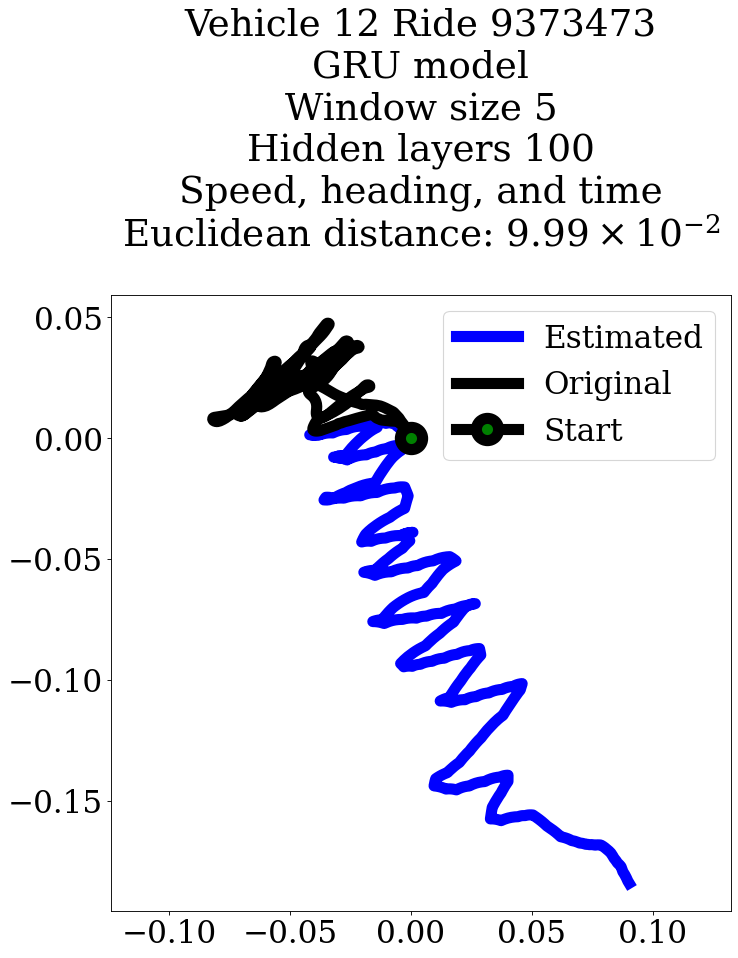 Vehicle 12 Ride 9373473
GRU model
Window size 5
Hidden layers 100
Speed, heading, and time
Euclidean distance: 9.99 × 10⁻²
Estimated
Original
Start
0.05
0.00
−0.05
−0.10
−0.15
−0.10 −0.05 0.00 0.05 0.10